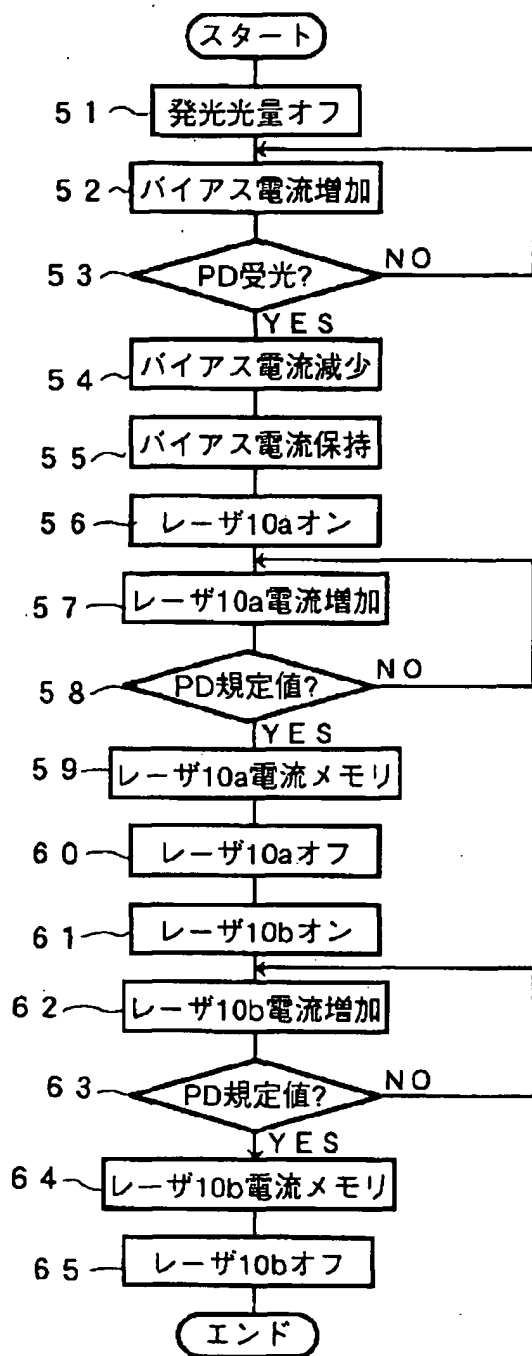 スタート
51 発光光量オフ
52 バイアス電流増加
53 PD受光? NO
YES
54 バイアス電流減少
55 バイアス電流保持
56 レーザ10aオン
57 レーザ10a電流増加
58 PD規定値? NO
YES
59 レーザ10a電流メモリ
60 レーザ10aオフ
61 レーザ10bオン
62 レーザ10b電流増加
63 PD規定値? NO
YES
64 レーザ10b電流メモリ
65 レーザ10bオフ
エンド